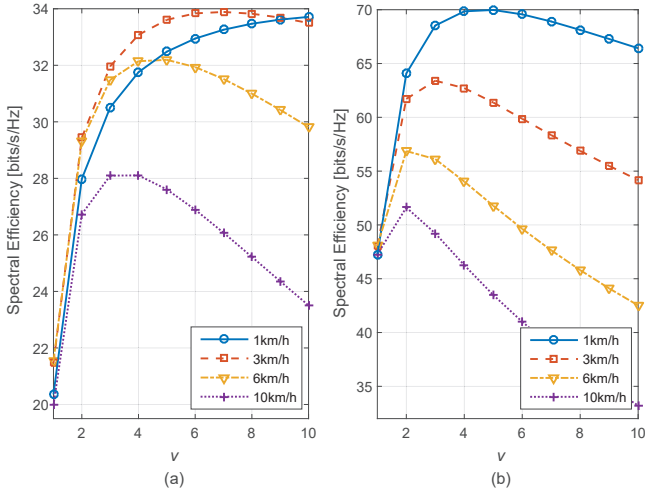 34
32
30
28
26
24
22
20
Spectral Efficiency [bits/s/Hz]
2 4 6 8 10
v
(a)
1km/h
3km/h
6km/h
10km/h
70
65
60
55
50
45
40
35
Spectral Efficiency [bits/s/Hz]
2 4 6 8 10
v
(b)
1km/h
3km/h
6km/h
10km/h